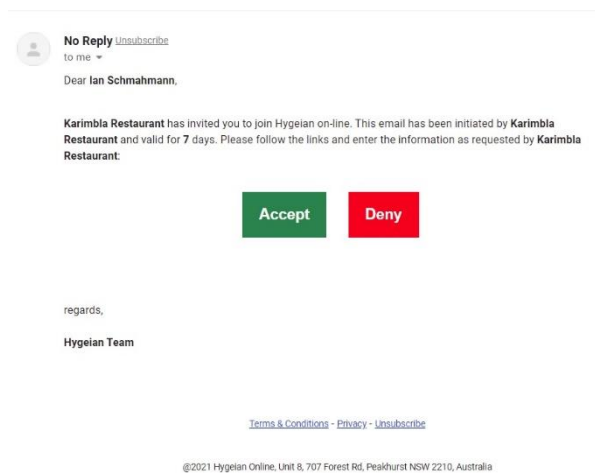 No Reply Unsubscribe
to me
Dear Ian Schmahmann,
Karimbla Restaurant has invited you to join Hygeian on-line. This email has been initiated by Karimbla
Restaurant and valid for 7 days. Please follow the links and enter the information as requested by Karimbla
Restaurant:
Accept Deny
regards,
Hygeian Team
Terms & Conditions - Privacy - Unsubscribe
@2021 Hygeian Online, Unit 8, 707 Forest Rd, Peakhurst NSW 2210, Australia